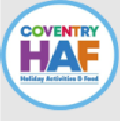 COVENTRY
HAF
Holiday Activities & Food